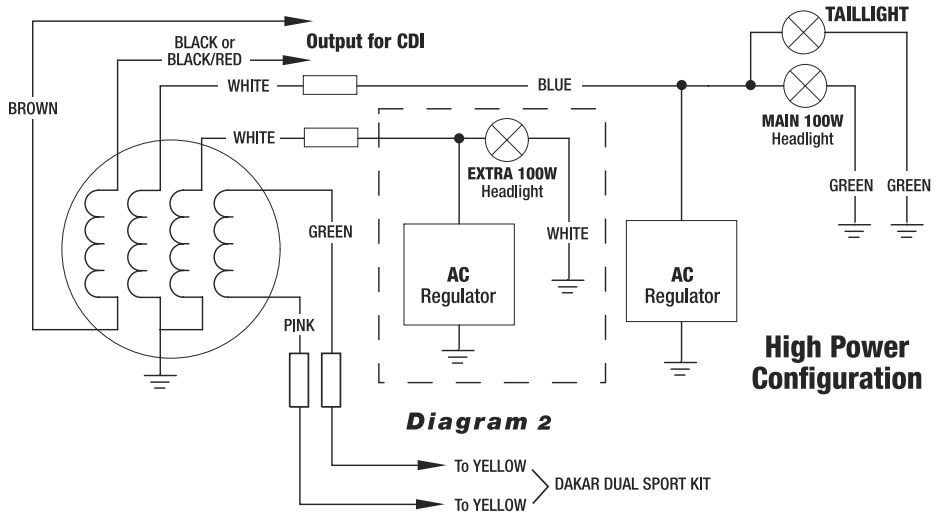 TAILLIGHT
BLACK or
BLACK/RED
Output for CDI
WHITE
BLUE
BROWN
MAIN 100W
Headlight
WHITE
EXTRA 100W
Headlight
GREEN
GREEN
GREEN
WHITE
AC
Regulator
AC
Regulator
PINK
High Power
Configuration
Diagram 2
To YELLOW
DAKAR DUAL SPORT KIT
To YELLOW